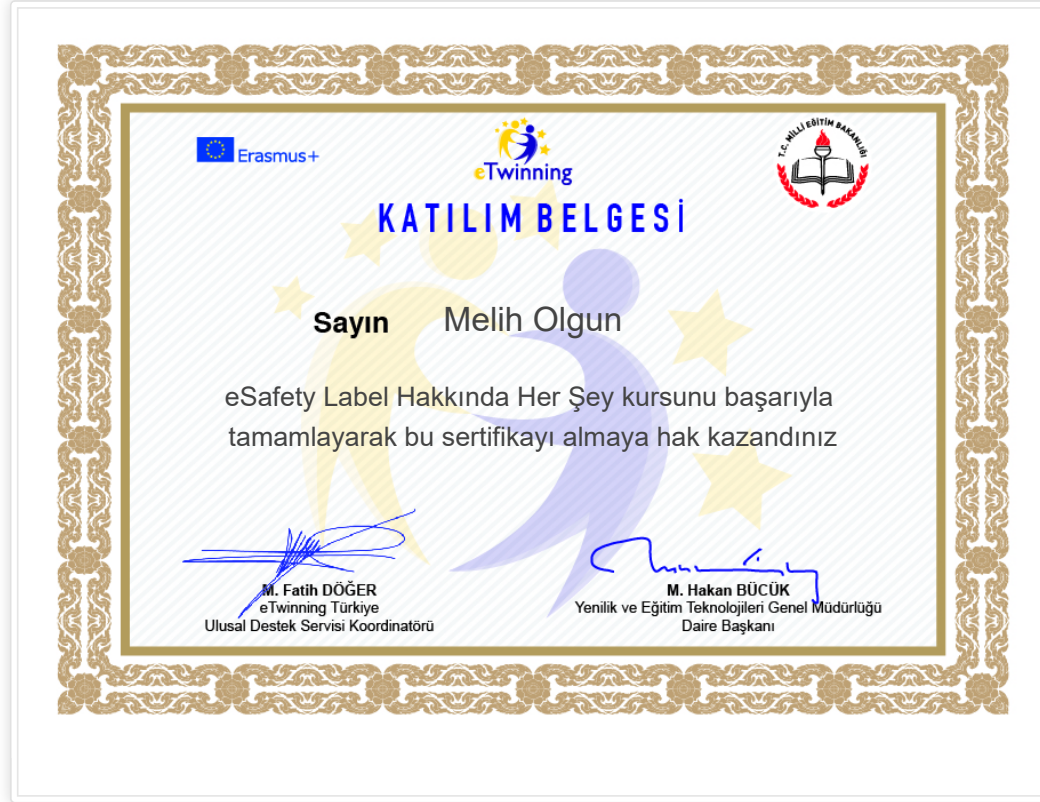 Erasmus+
eTwinning
T.C. MİLLÎ EĞİTİM BAKANLIĞI
KATILIM BELGESİ
Sayın Melih Olgun
eSafety Label Hakkında Her Şey kursunu başarıyla
tamamlayarak bu sertifikayı almaya hak kazandınız
M. Fatih DÖĞER
eTwinning Türkiye
Ulusal Destek Servisi Koordinatörü
M. Hakan BÜCÜK
Yenilik ve Eğitim Teknolojileri Genel Müdürlüğü
Daire Başkanı